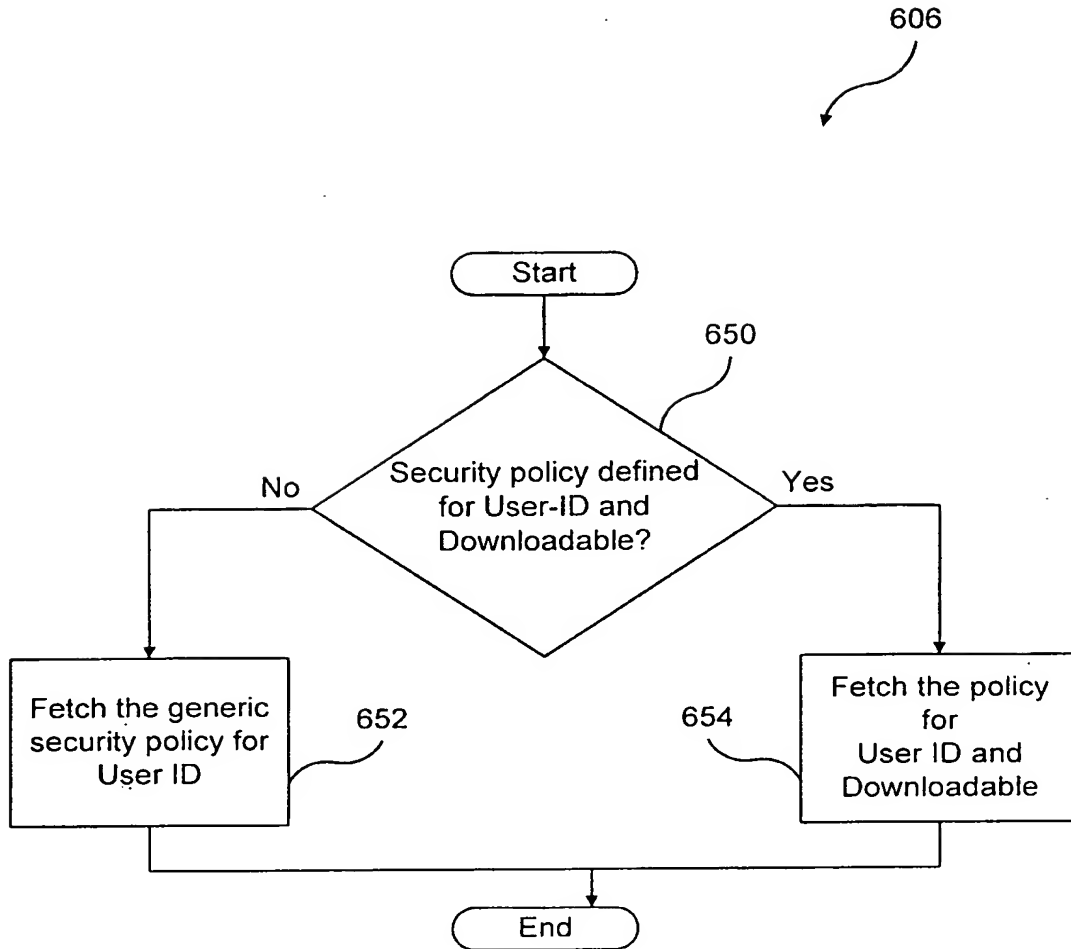 606
Start
650
Security policy defined
for User-ID and
Downloadable?
No
Yes
Fetch the generic
security policy for
User ID
652
654
Fetch the policy
for
User ID and
Downloadable
End